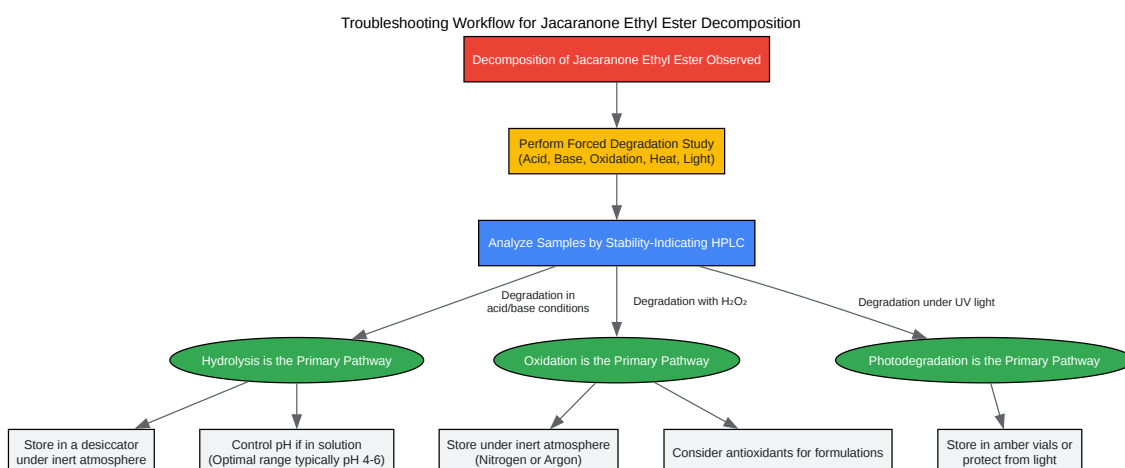 Troubleshooting Workflow for Jacaranone Ethyl Ester Decomposition
Decomposition of Jacaranone Ethyl Ester Observed
Perform Forced Degradation Study
(Acid, Base, Oxidation, Heat, Light)
Analyze Samples by Stability-Indicating HPLC
Degradation in
acid/base conditions
Degradation with H₂O₂
Degradation under UV light
Hydrolysis is the Primary Pathway
Oxidation is the Primary Pathway
Photodegradation is the Primary Pathway
Store in a desiccator
under inert atmosphere
Control pH if in solution
(Optimal range typically pH 4-6)
Store under inert atmosphere
(Nitrogen or Argon)
Consider antioxidants for formulations
Store in amber vials or
protect from light